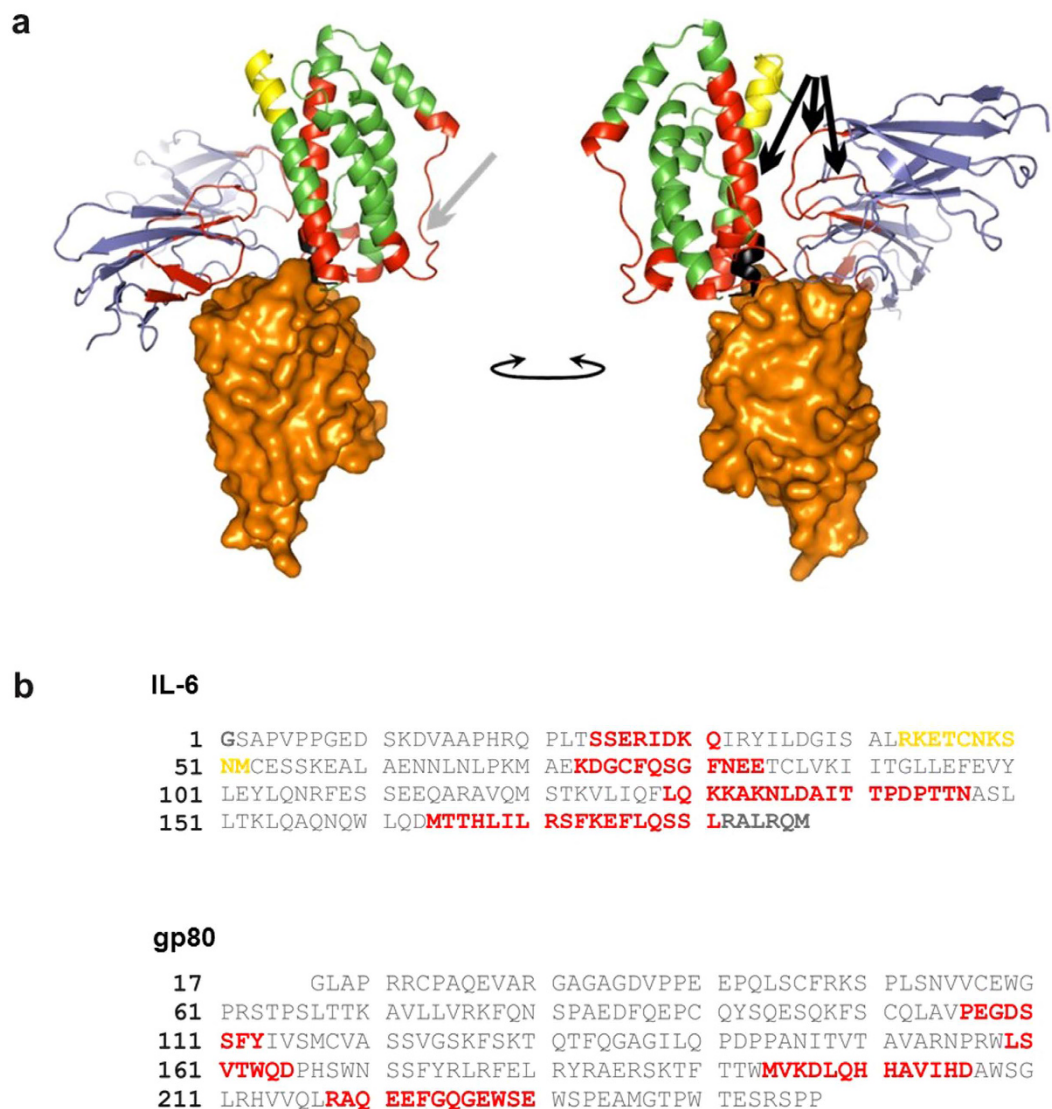 a
b
IL-6
1 GSAPVPPGED SKDVAAPHRQ PLTSSERIDK QIRYILDGIS ALRKETCNKS
51 NMCESSKEAL AENNLNLPKM AEKDGCFQSG FNEETCLVKI ITGLLEFEVY
101 LEYLQNRFES SEEQARAVQM STKVLIQFLQ KKAKNLDAIT TPDPTTNASL
151 LTKLQAQNQW LQDMTTHLIL RSFKEFLQSS LRALRQM
gp80
17 GLAP RRCPAQEVAR GAGAGDVPPE EPQLSCFRKS PLSNVVCEWG
61 PRSTPSLTTK AVLLVRKFQN SPAEDFQEPC QYSQESQKFS CQLAVPEGDS
111 SFYIVSMCVA SSVGSKFSKT QTFQGAGILQ PDPPANITVT AVARNPRWLS
161 VTWQDPHSWN SSFYRLRFEL RYRAERSKTF TTWMVKDLQH HAVIHDAWSG
211 LRHVVQLRAQ EEFGQGEWSE WSPEAMGTPW TESRSPP